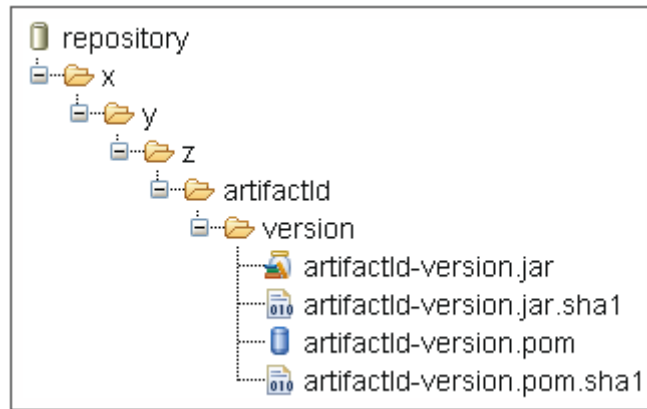 repository
x
y
z
artifactId
version
artifactId-version.jar
artifactId-version.jar.sha1
artifactId-version.pom
artifactId-version.pom.sha1